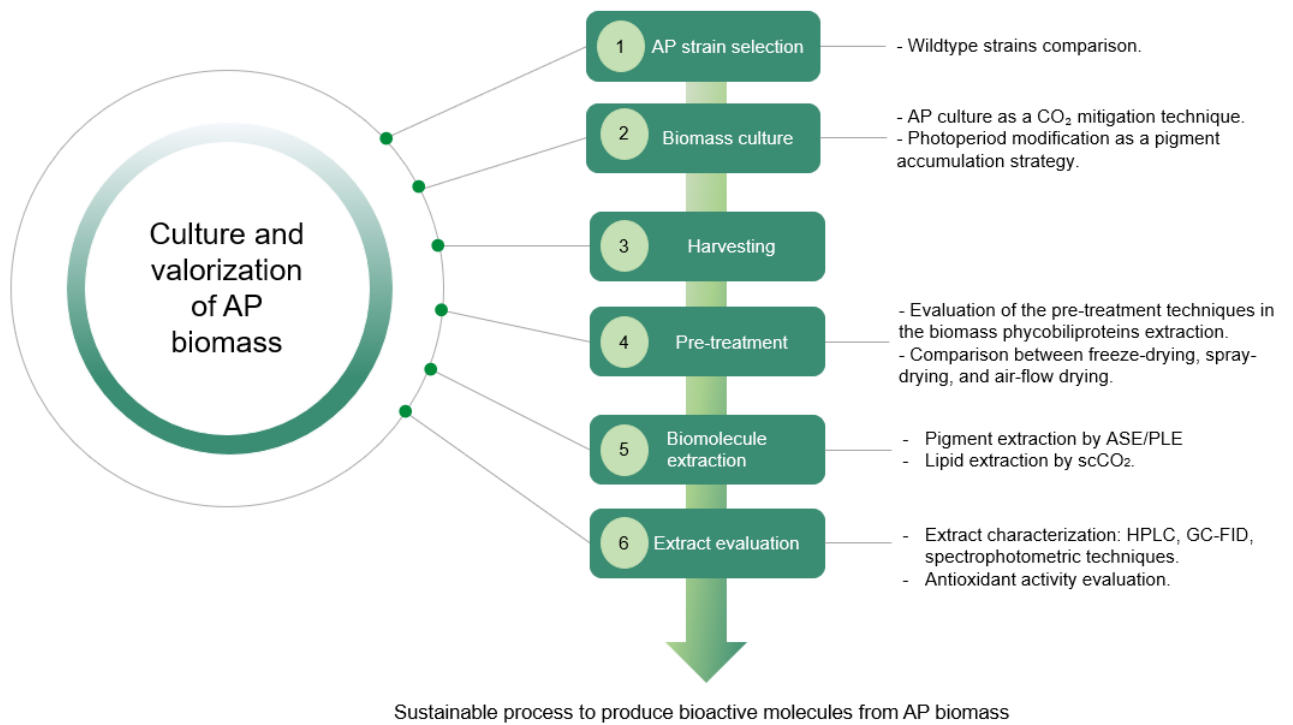 Culture and
valorization
of AP
biomass
1 AP strain selection
- Wildtype strains comparison.
2 Biomass culture
- AP culture as a CO₂ mitigation technique.
- Photoperiod modification as a pigment
accumulation strategy.
3 Harvesting
4 Pre-treatment
- Evaluation of the pre-treatment techniques in
the biomass phycobiliproteins extraction.
- Comparison between freeze-drying, spray-
drying, and air-flow drying.
5 Biomolecule
extraction
- Pigment extraction by ASE/PLE
- Lipid extraction by scCO₂.
6 Extract evaluation
- Extract characterization: HPLC, GC-FID,
spectrophotometric techniques.
- Antioxidant activity evaluation.
Sustainable process to produce bioactive molecules from AP biomass